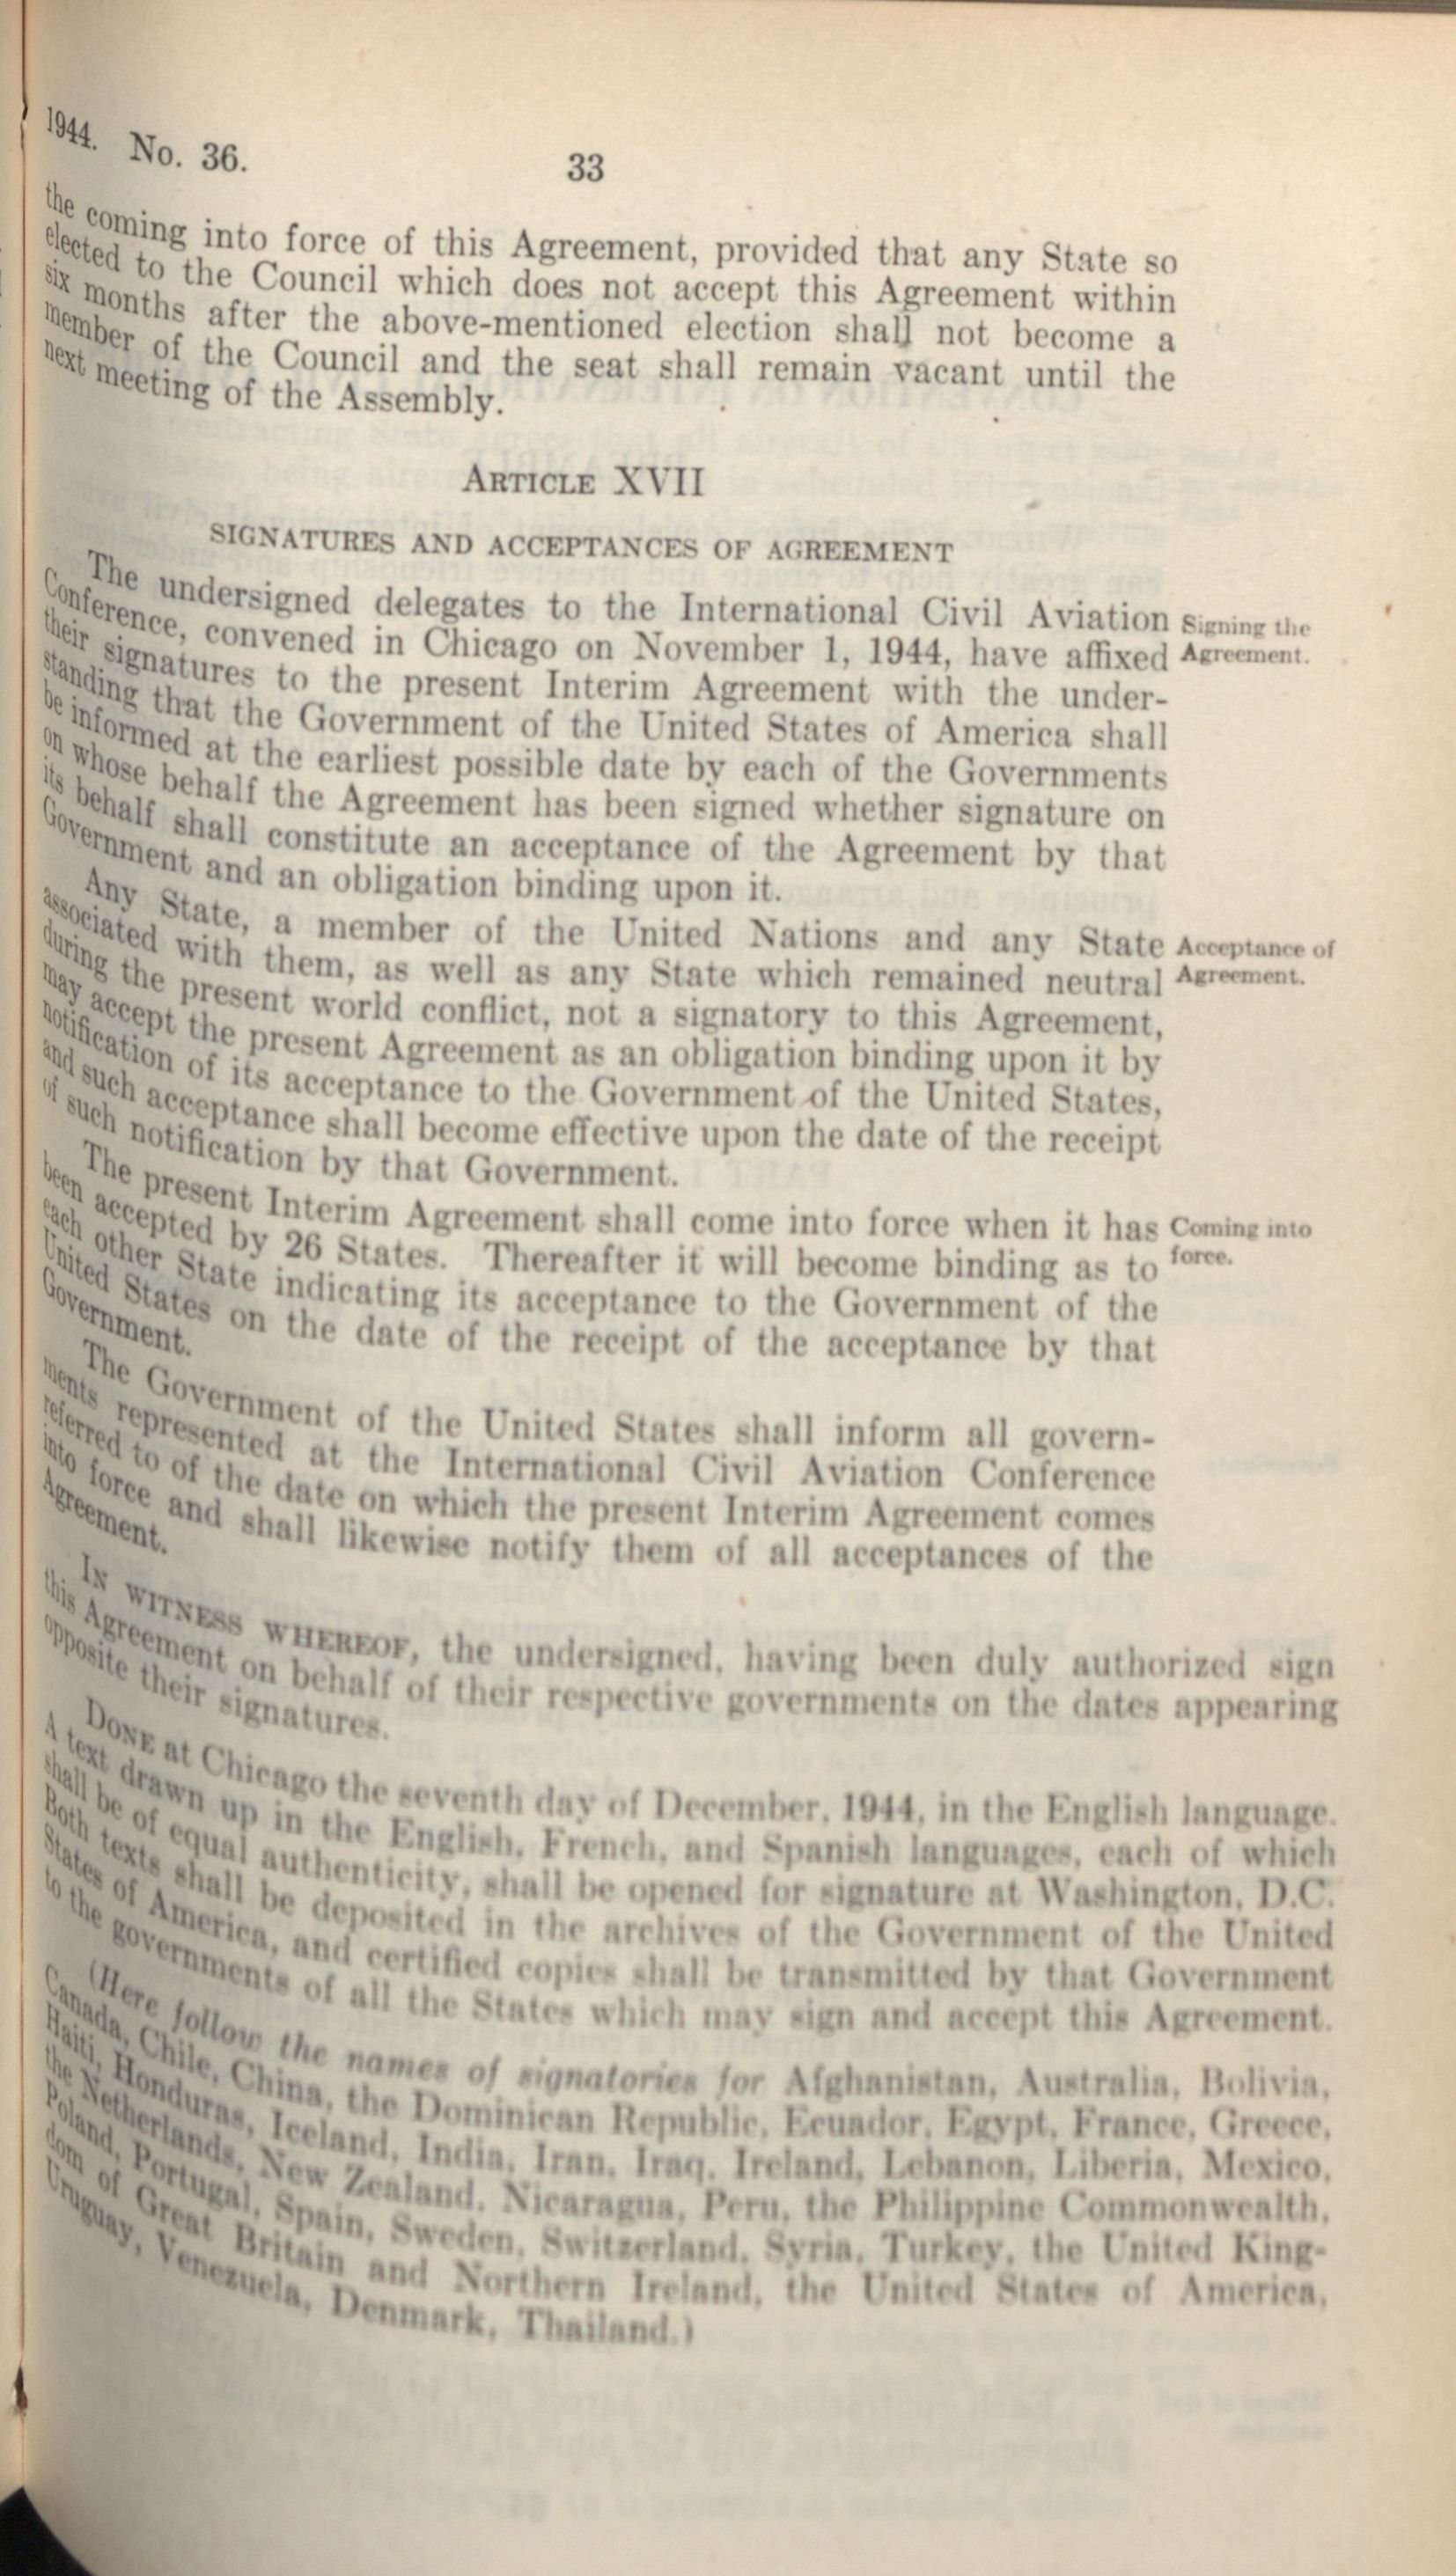 1944. No. 36.
33
the coming into force of this Agreement, provided that any State so
elected to the Council which does not accept this Agreement within
six months after the above-mentioned election shall not become a
member of the Council and the seat shall remain vacant until the
next meeting of the Assembly.
ARTICLE XVII
SIGNATURES AND ACCEPTANCES OF AGREEMENT
The undersigned delegates to the International Civil Aviation
Conference, convened in Chicago on November 1, 1944, have affixed
their signatures to the present Interim Agreement with the under-
standing that the Government of the United States of America shall
be informed at the earliest possible date by each of the Governments
on whose behalf the Agreement has been signed whether signature on
its behalf shall constitute an acceptance of the Agreement by that
Government and an obligation binding upon it.
Signing the
Agreement.
Any State, a member of the United Nations and any State
associated with them, as well as any State which remained neutral
during the present world conflict, not a signatory to this Agreement,
may accept the present Agreement as an obligation binding upon it by
notification of its acceptance to the Government of the United States,
and such acceptance shall become effective upon the date of the receipt
of such notification by that Government.
Acceptance of
Agreement.
The present Interim Agreement shall come into force when it has
been accepted by 26 States. Thereafter it will become binding as to
each other State indicating its acceptance to the Government of the
United States on the date of the receipt of the acceptance by that
Government.
Coming into
force.
The Government of the United States shall inform all govern-
ments represented at the International Civil Aviation Conference
referred to of the date on which the present Interim Agreement comes
into force and shall likewise notify them of all acceptances of the
Agreement.
IN WITNESS WHEREOF, the undersigned, having been duly authorized sign
this Agreement on behalf of their respective governments on the dates appearing
opposite their signatures.
DONE at Chicago the seventh day of December, 1944, in the English language.
A text drawn up in the English, French, and Spanish languages, each of which
shall be of equal authenticity, shall be opened for signature at Washington, D.C.
Both texts shall be deposited in the archives of the Government of the United
States of America, and certified copies shall be transmitted by that Government
to the governments of all the States which may sign and accept this Agreement.
(Here follow the names of signatories for Afghanistan, Australia, Bolivia,
Canada, Chile, China, the Dominican Republic, Ecuador, Egypt, France, Greece,
Haiti, Honduras, Iceland, India, Iran, Iraq, Ireland, Lebanon, Liberia, Mexico,
the Netherlands, New Zealand, Nicaragua, Peru, the Philippine Commonwealth,
Poland, Portugal, Spain, Sweden, Switzerland, Syria, Turkey, the United King-
dom of Great Britain and Northern Ireland, the United States of America,
Uruguay, Venezuela, Denmark, Thailand.)